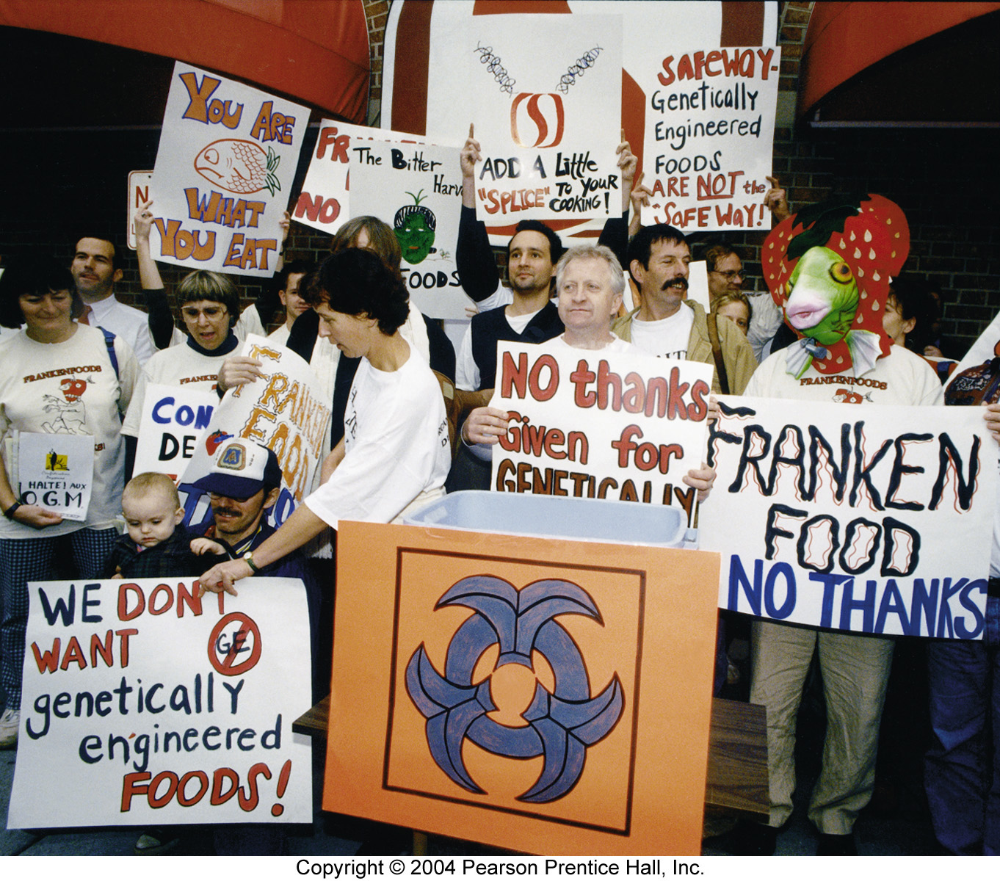 YOU ARE
WHAT
YOU EAT
FR
NO
The Bitter
Harv
FOODS
ADD A Little
"SPLICE" To YOUR
COOKING!
SAFEWAY-
Genetically
Engineered
FOODS
ARE NOT the
"SAFE WAY!
N
FRANKENFOODS
HALTE! AUX
O.G.M.
CON
DE
FRANKEN
FOOD
NO thanks
Given for
GENETICALLY
FRANKENFOODS
FRANKEN
FOOD
NO THANKS
WE DON'T
WANT
GE
genetically
engineered
FOODS!
Copyright © 2004 Pearson Prentice Hall, Inc.